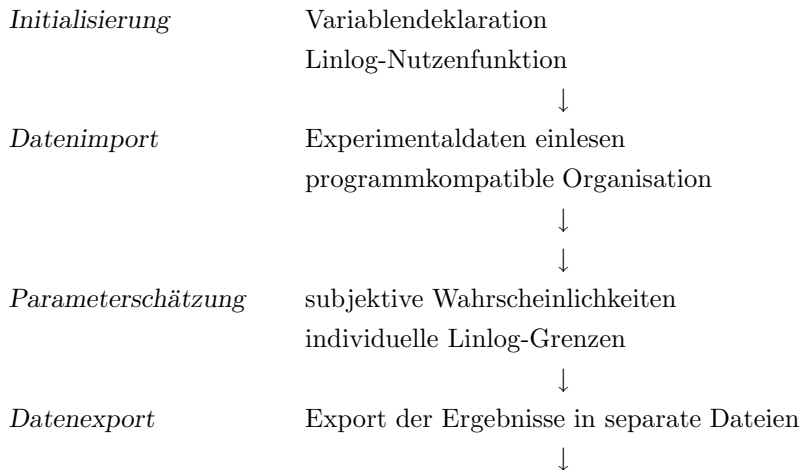 Initialisierung Variablendeklaration
Linlog-Nutzenfunktion
↓
Datenimport Experimentaldaten einlesen
programmkompatible Organisation
↓
↓
Parameterschätzung subjektive Wahrscheinlichkeiten
individuelle Linlog-Grenzen
↓
Datenexport Export der Ergebnisse in separate Dateien
↓